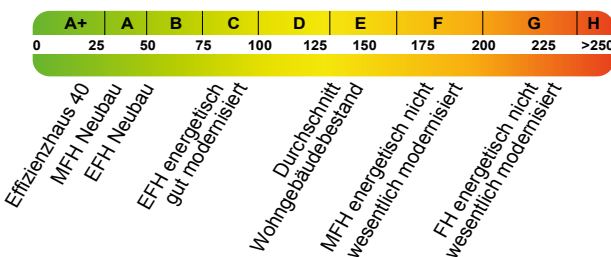 A+ A B C D E F G H
0 25 50 75 100 125 150 175 200 225 >250
Effizienzhaus 40
MFH Neubau
EFH Neubau
EFH energetisch
gut modernisiert
Durchschnitt
Wohngebäudebestand
MFH energetisch nicht
wesentlich modernisiert
FH energetisch nicht
wesentlich modernisiert